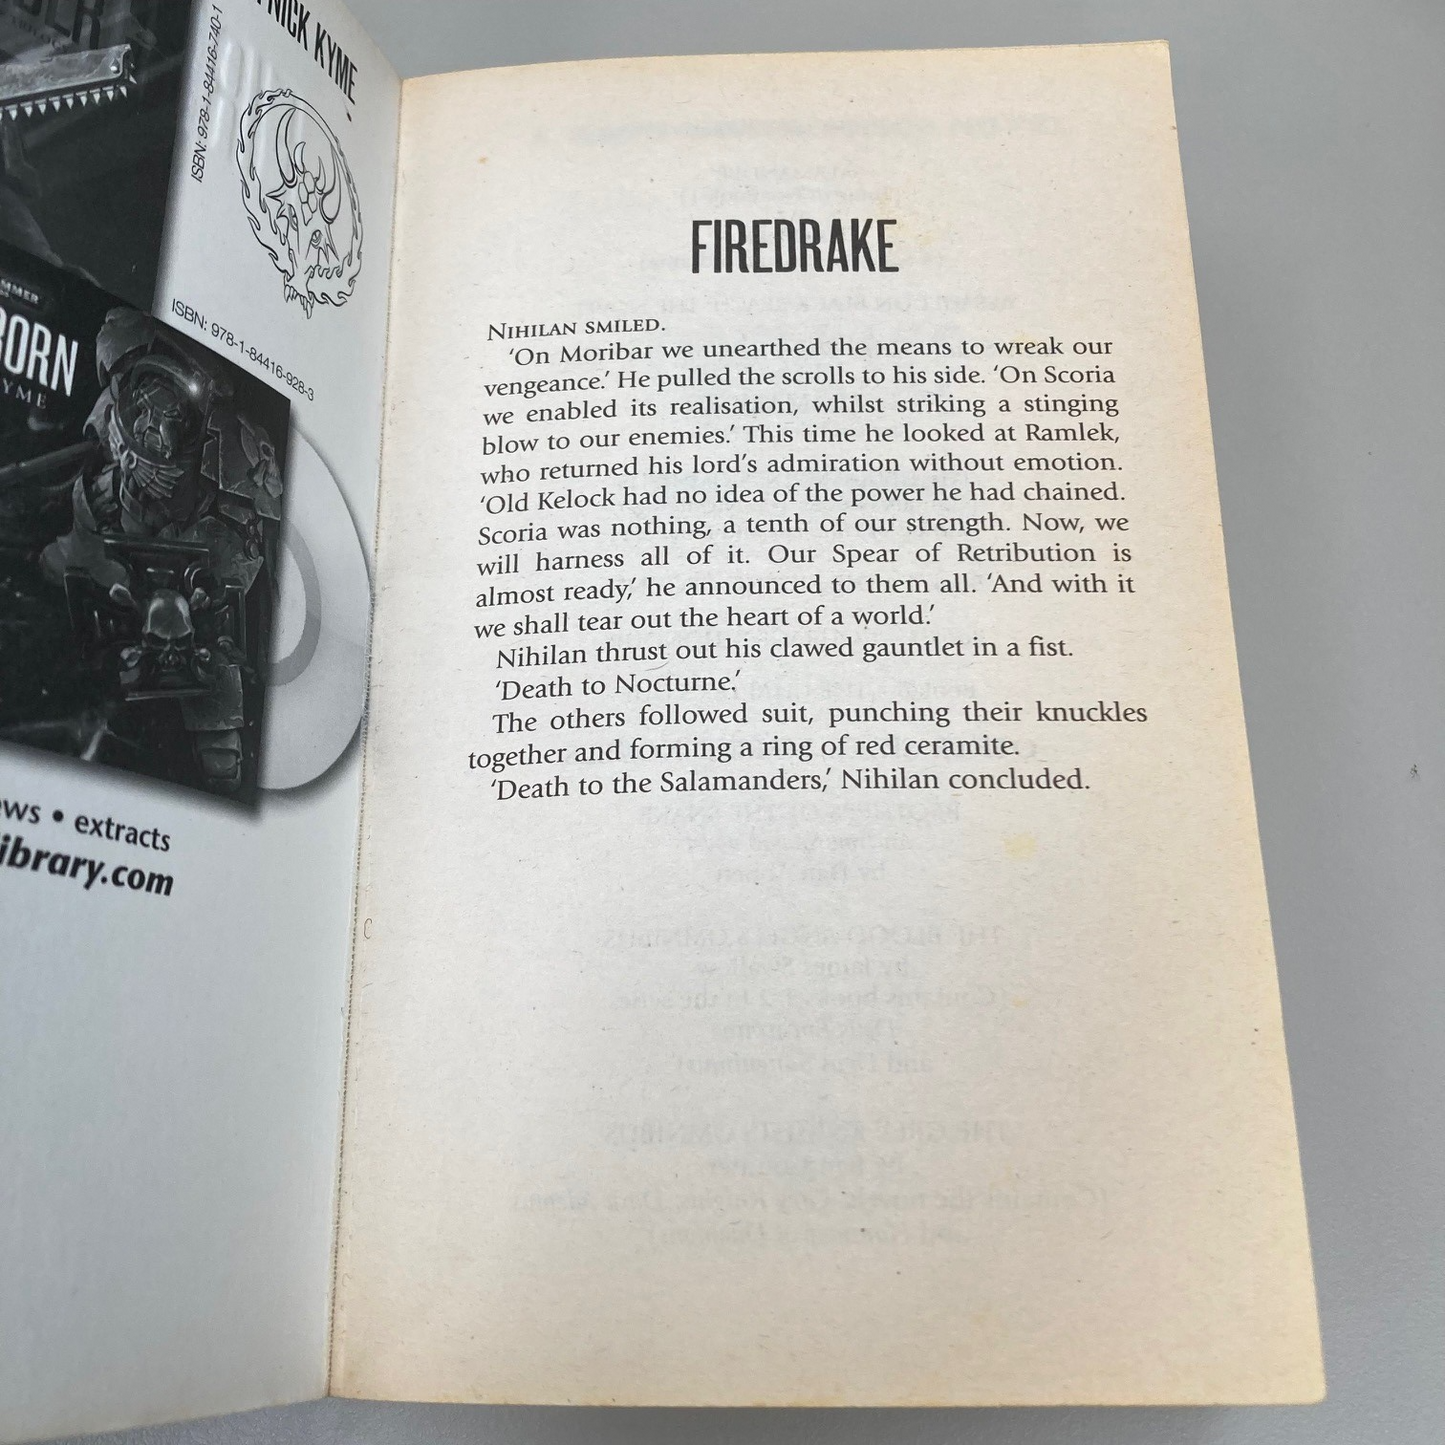 NICK KYME
ISBN: 978-1-84416-740-1
ISBN: 978-1-84416-928-3
extracts
FIREDRAKE
NIHILAN SMILED.
‘On Moribar we unearthed the means to wreak our
vengeance.’ He pulled the scrolls to his side. ‘On Scoria
we enabled its realisation, whilst striking a stinging
blow to our enemies.’ This time he looked at Ramlek,
who returned his lord’s admiration without emotion.
‘Old Kelock had no idea of the power he had chained.
Scoria was nothing, a tenth of our strength. Now, we
will harness all of it. Our Spear of Retribution is
almost ready,’ he announced to them all. ‘And with it
we shall tear out the heart of a world.’
Nihilan thrust out his clawed gauntlet in a fist.
‘Death to Nocturne.’
The others followed suit, punching their knuckles
together and forming a ring of red ceramite.
‘Death to the Salamanders,’ Nihilan concluded.